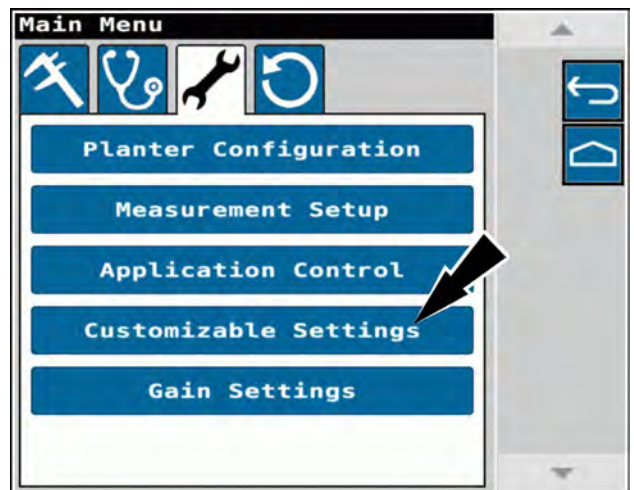 Main Menu
Planter Configuration
Measurement Setup
Application Control
Customizable Settings
Gain Settings